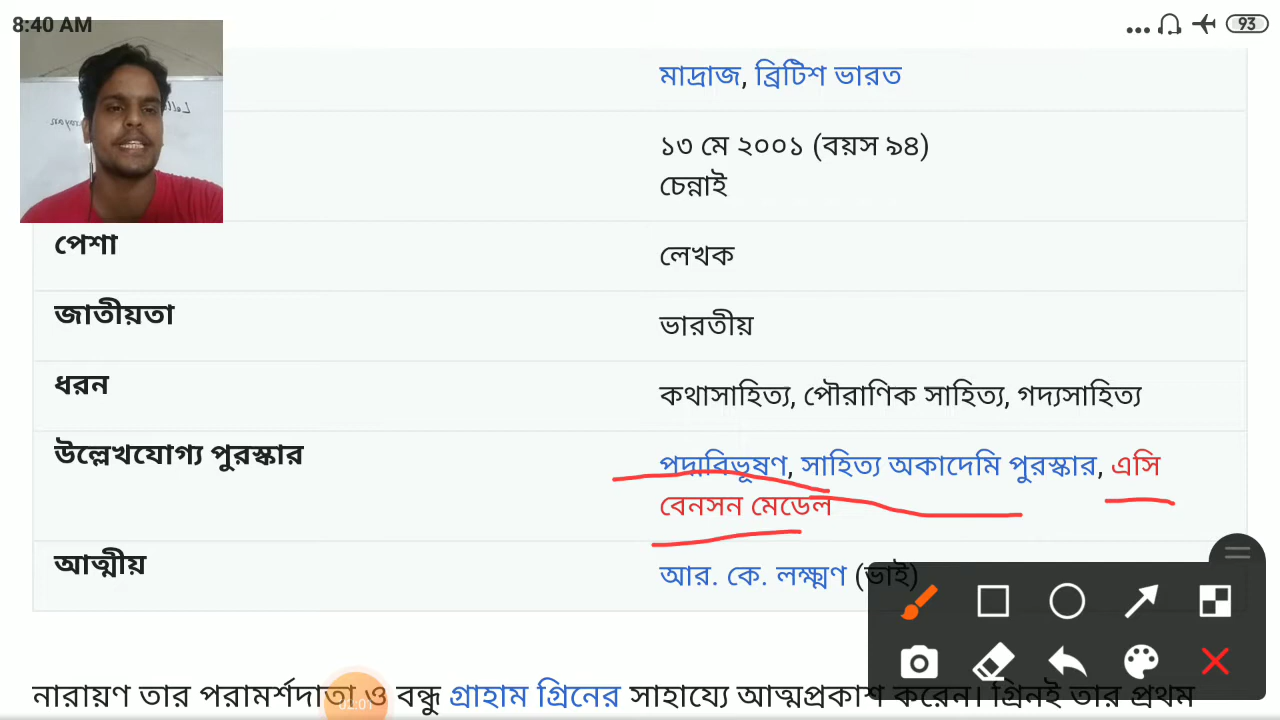 8:40 AM
93
মাদ্রাজ, ব্রিটিশ ভারত
১৩ মে ২০০১ (বয়স ৯৪)
চেন্নাই
পেশা
লেখক
জাতীয়তা
ভারতীয়
ধরন
কথাসাহিত্য, পৌরাণিক সাহিত্য, গদ্যসাহিত্য
উল্লেখযোগ্য পুরস্কার
পদ্মবিভূষণ, সাহিত্য অকাদেমি পুরস্কার, এসি
বেনসন মেডেল
আত্মীয়
আর. কে. লক্ষ্মণ (ভাই)
নারায়ণ তার পরামর্শদাতা ও বন্ধু গ্রাহাম গ্রিনের সাহায্যে আত্মপ্রকাশ করেন। গ্রিনই তার প্রথম
02:01